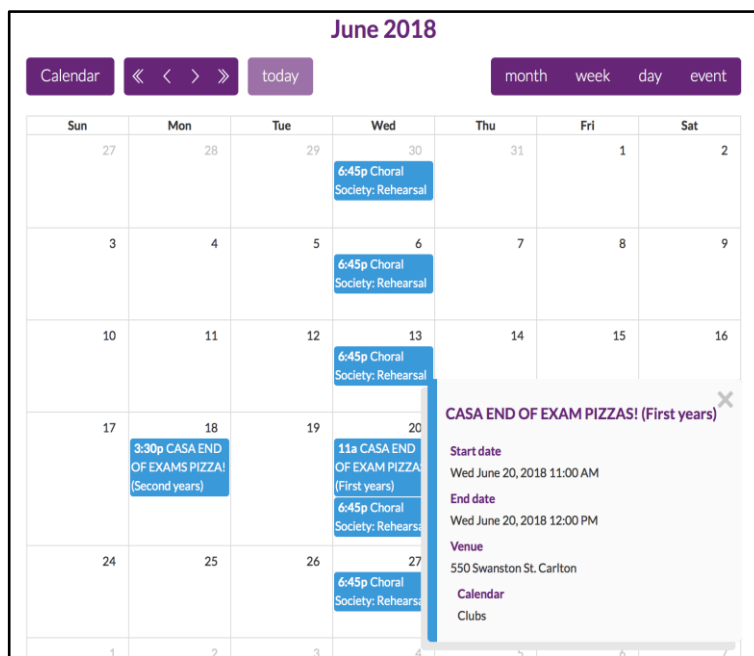 June 2018
Calendar « < > » today month week day event
Sun Mon Tue Wed Thu Fri Sat
27 28 29 30 31 1 2
6:45p Choral
Society: Rehearsal
3 4 5 6 7 8 9
6:45p Choral
Society: Rehearsal
10 11 12 13 14 15 16
6:45p Choral
Society: Rehearsal
17 18 19 20
3:30p CASA END
OF EXAMS PIZZA!
(Second years)
11a CASA END
OF EXAM PIZZA
(First years)
6:45p Choral
Society: Rehearsa
24 25 26 27
6:45p Choral
Society: Rehearsa
1 2 3 4 5 6 7
CASA END OF EXAM PIZZAS! (First years)
Start date
Wed June 20, 2018 11:00 AM
End date
Wed June 20, 2018 12:00 PM
Venue
550 Swanston St. Carlton
Calendar
Clubs